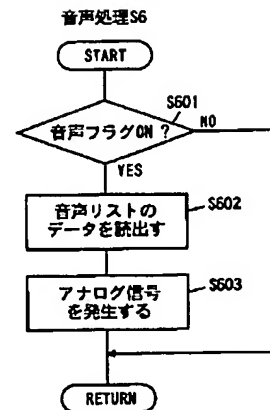 音声処理S6
START
S601
音声フラグON ?
NO
YES
音声リストの
データを読出す
S602
アナログ信号
を発生する
S603
RETURN